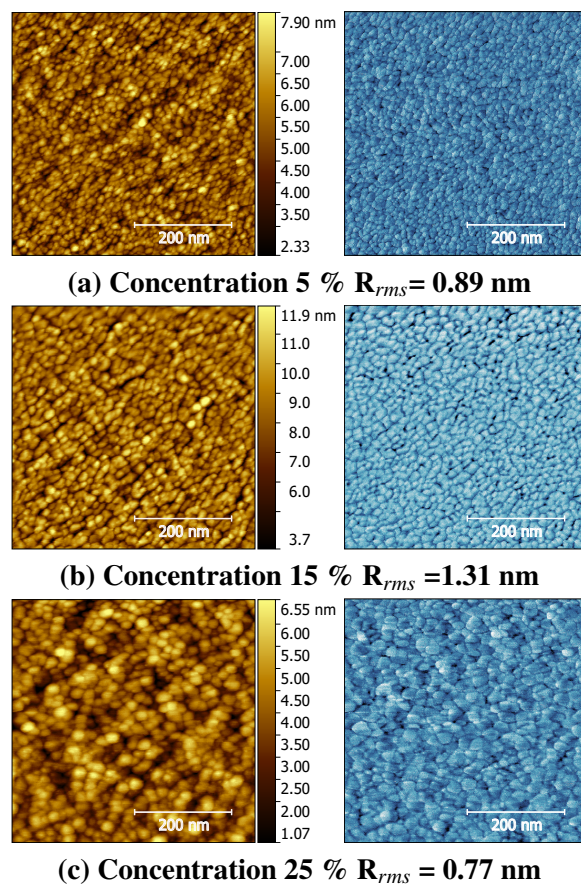 7.90 nm
7.00
6.50
6.00
5.50
5.00
4.50
4.00
3.50
2.33
200 nm
200 nm
(a) Concentration 5 % Rrms= 0.89 nm
11.9 nm
11.0
10.0
9.0
8.0
7.0
6.0
3.7
200 nm
200 nm
(b) Concentration 15 % Rrms =1.31 nm
6.55 nm
6.00
5.50
5.00
4.50
4.00
3.50
3.00
2.50
2.00
1.07
200 nm
200 nm
(c) Concentration 25 % Rrms = 0.77 nm